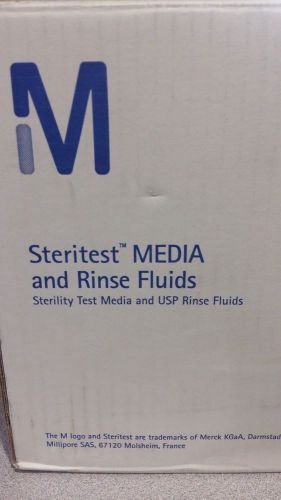 M
Steritest™ MEDIA
and Rinse Fluids
Sterility Test Media and USP Rinse Fluids
The M logo and Steritest are trademarks of Merck KGaA, Darmstad
Millipore SAS, 67120 Molsheim, France